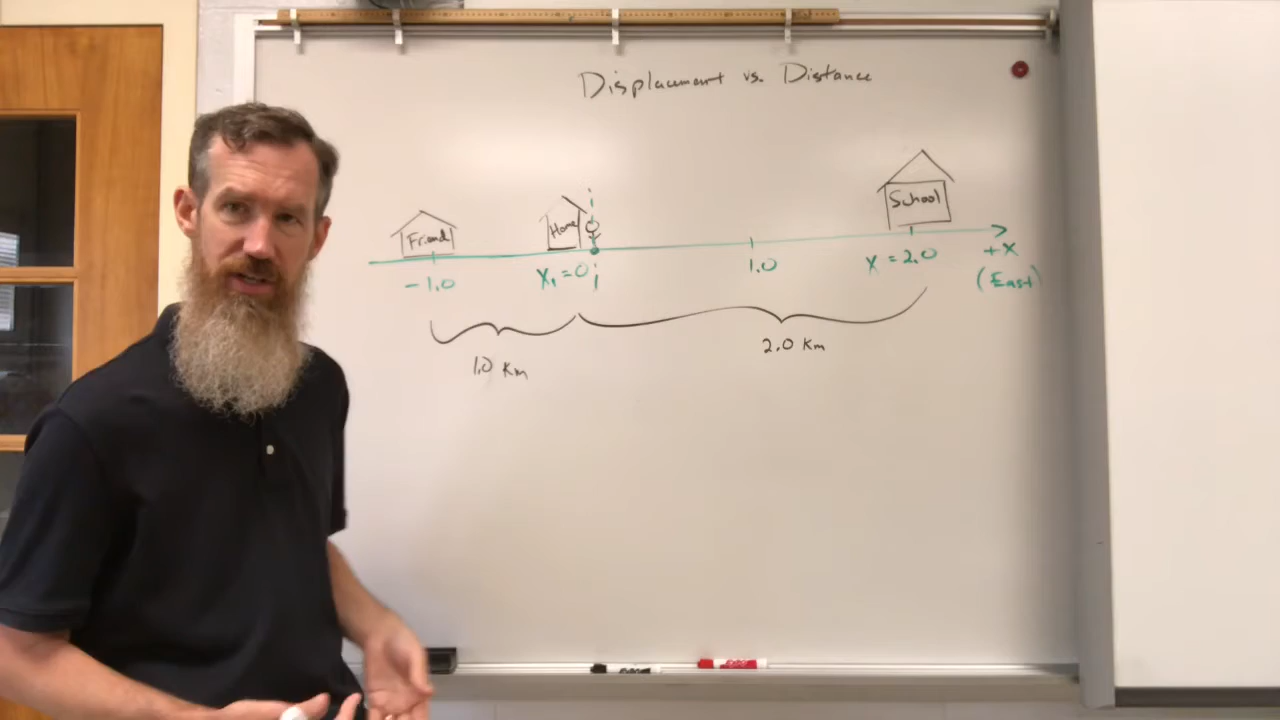 Displacement vs. Distance
School
Friend
Home
-1.0
x₁ = 0
1.0
x = 2.0
+x
(East)
1.0 km
2.0 km